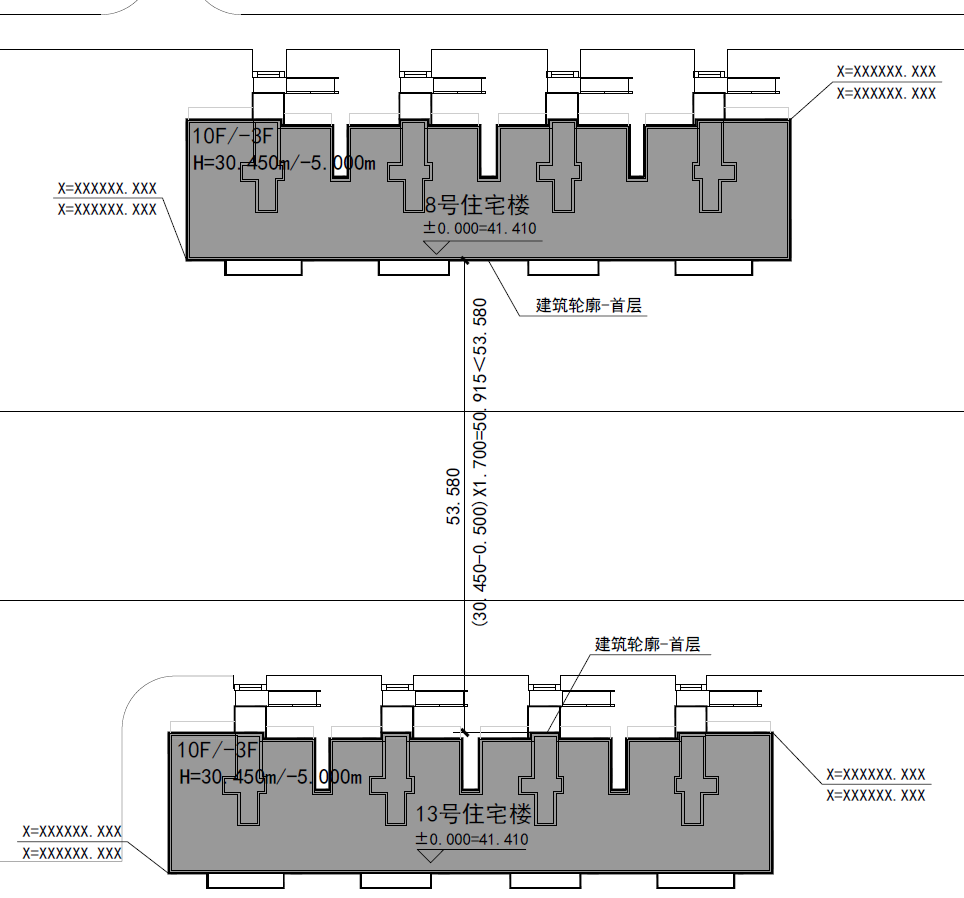 X=XXXXXX. XXX
X=XXXXXX. XXX
10F/-3F
H=30. 450m/-5. 000m
X=XXXXXX. XXX
X=XXXXXX. XXX
8号住宅楼
±0. 000=41. 410
建筑轮廓-首层
53. 580
(30. 450-0. 500)X1. 700=50. 915<53. 580
建筑轮廓-首层
10F/-3F
H=30. 450m/-5. 000m
X=XXXXXX. XXX
X=XXXXXX. XXX
13号住宅楼
±0. 000=41. 410
X=XXXXXX. XXX
X=XXXXXX. XXX